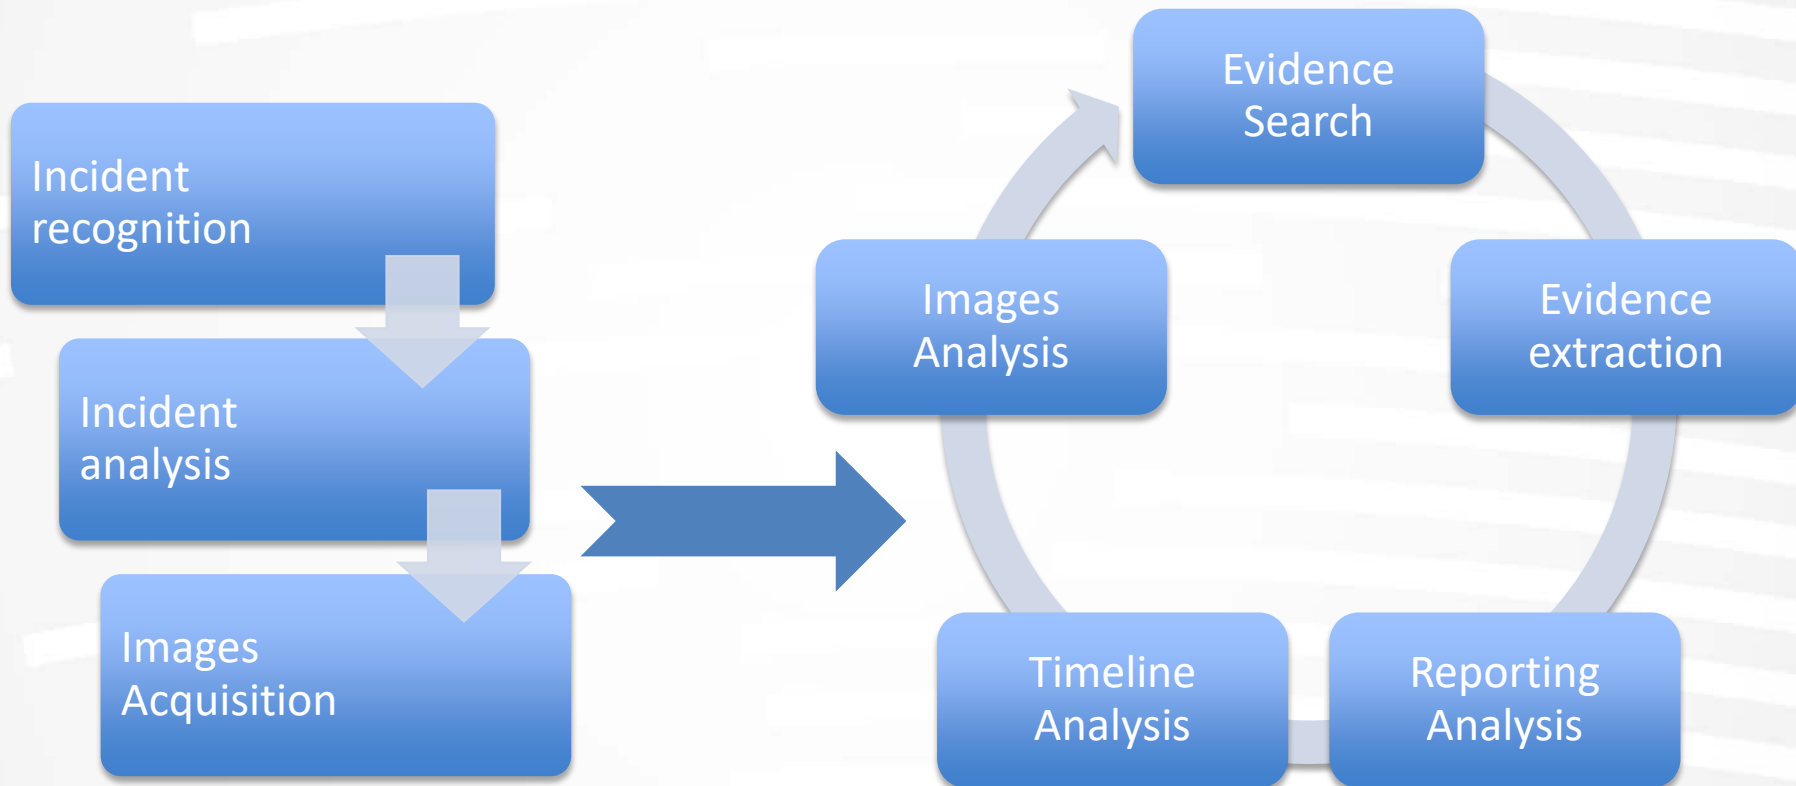 Incident
recognition
Incident
analysis
Images
Acquisition
Evidence
Search
Evidence
extraction
Reporting
Analysis
Timeline
Analysis
Images
Analysis